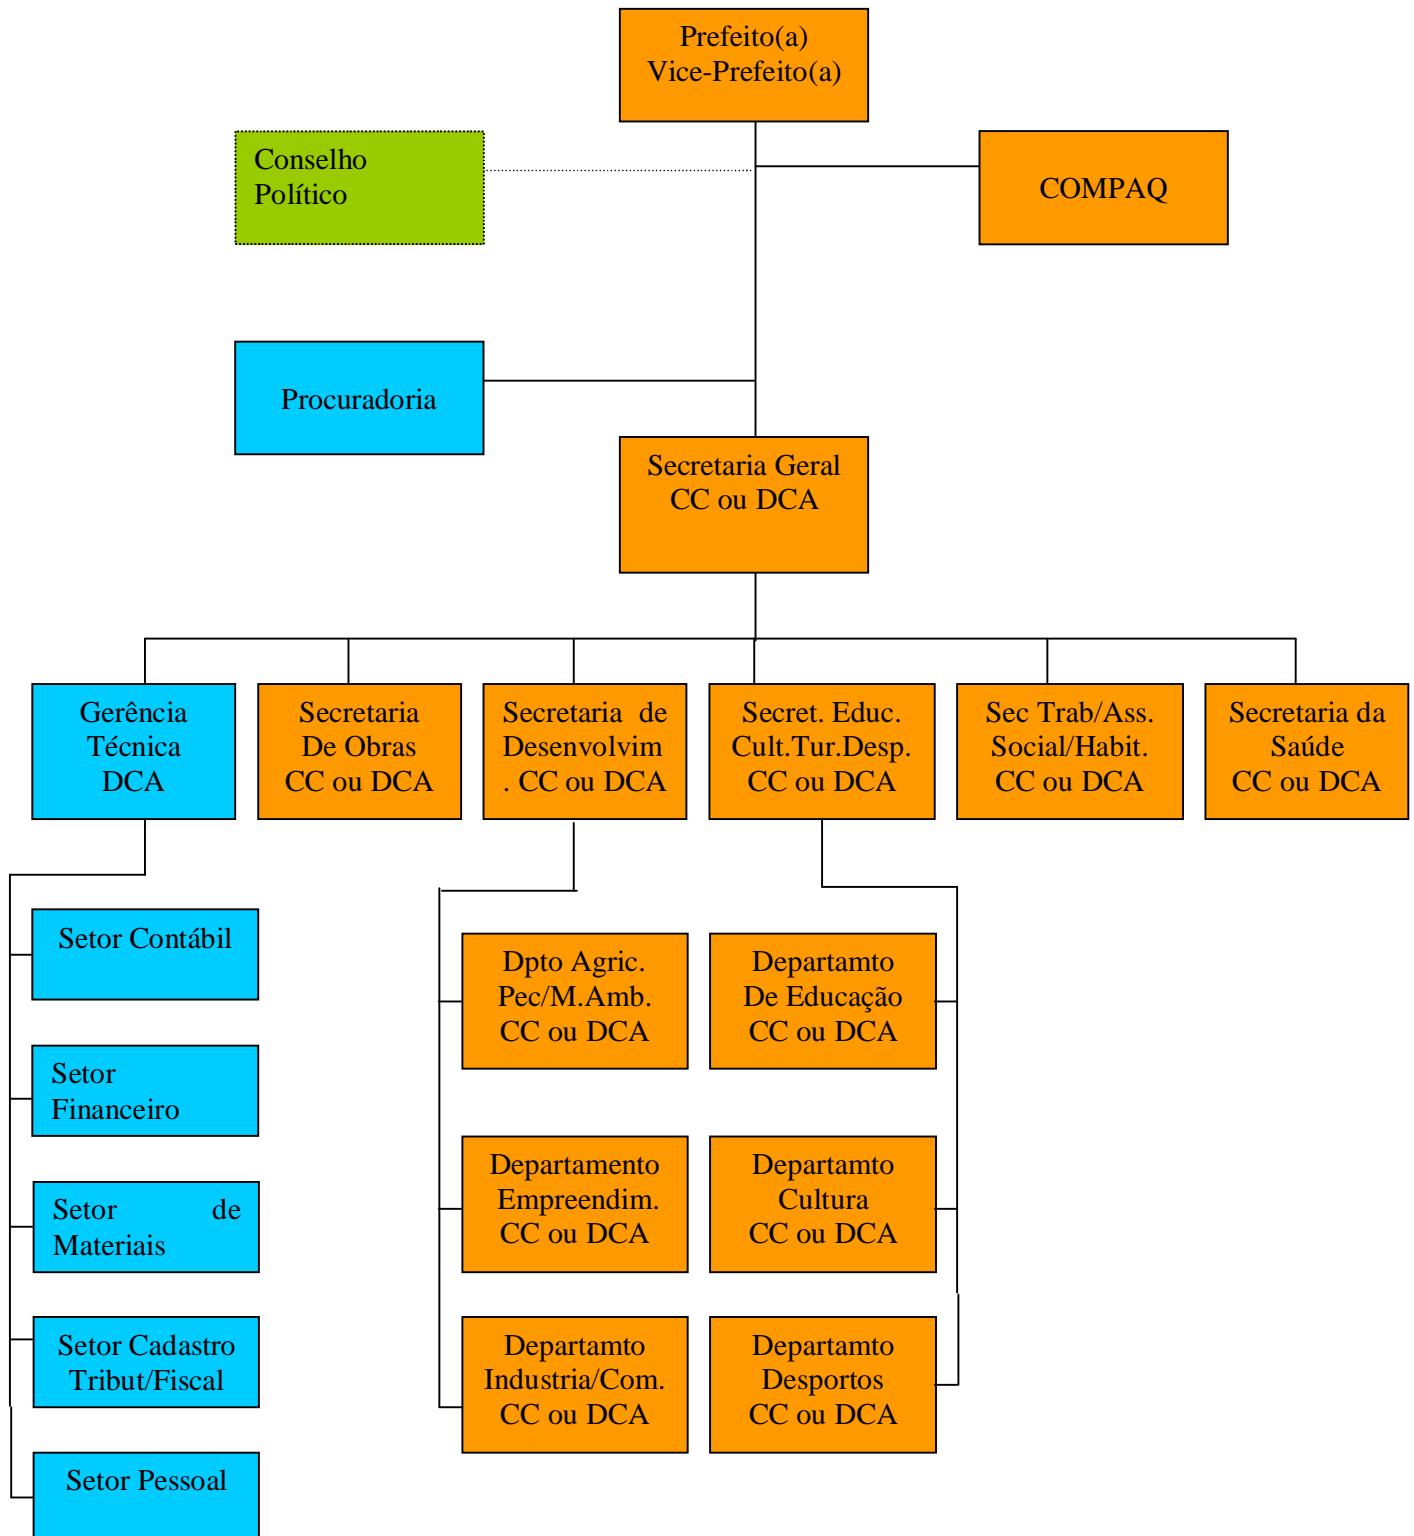 Prefeito(a)
Vice-Prefeito(a)
Conselho
Político
COMPAQ
Procuradoria
Secretaria Geral
CC ou DCA
Gerência
Técnica
DCA
Secretaria
De Obras
CC ou DCA
Secretaria de
Desenvolvim
. CC ou DCA
Secret. Educ.
Cult.Tur.Desp.
CC ou DCA
Sec Trab/Ass.
Social/Habit.
CC ou DCA
Secretaria da
Saúde
CC ou DCA
Setor Contábil
Setor
Financeiro
Setor de
Materiais
Setor Cadastro
Tribut/Fiscal
Setor Pessoal
Dpto Agric.
Pec/M.Amb.
CC ou DCA
Departamento
Empreendim.
CC ou DCA
Departamto
Industria/Com.
CC ou DCA
Departamto
De Educação
CC ou DCA
Departamto
Cultura
CC ou DCA
Departamto
Desportos
CC ou DCA